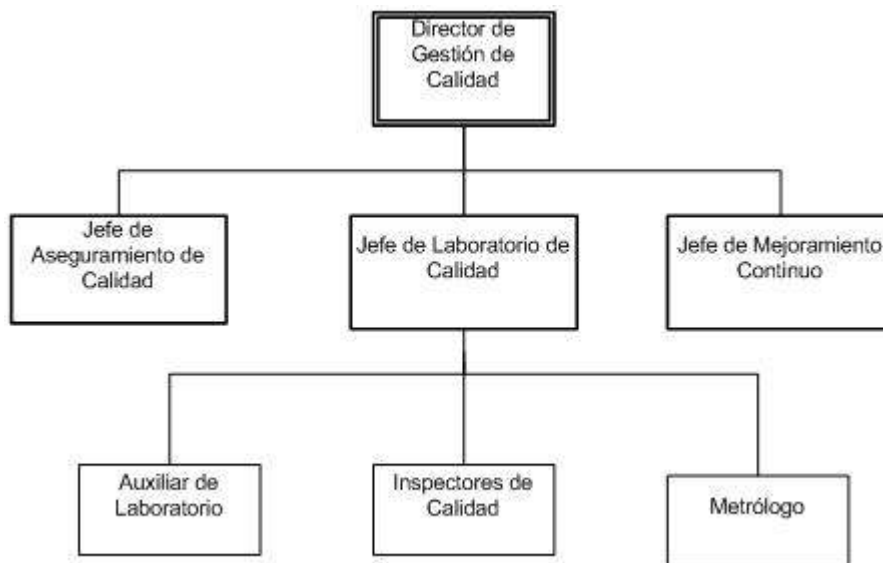 Director de
Gestión de
Calidad
Jefe de
Aseguramiento de
Calidad
Jefe de Laboratorio de
Calidad
Jefe de Mejoramiento
Continuo
Auxiliar de
Laboratorio
Inspectores de
Calidad
Metrólogo